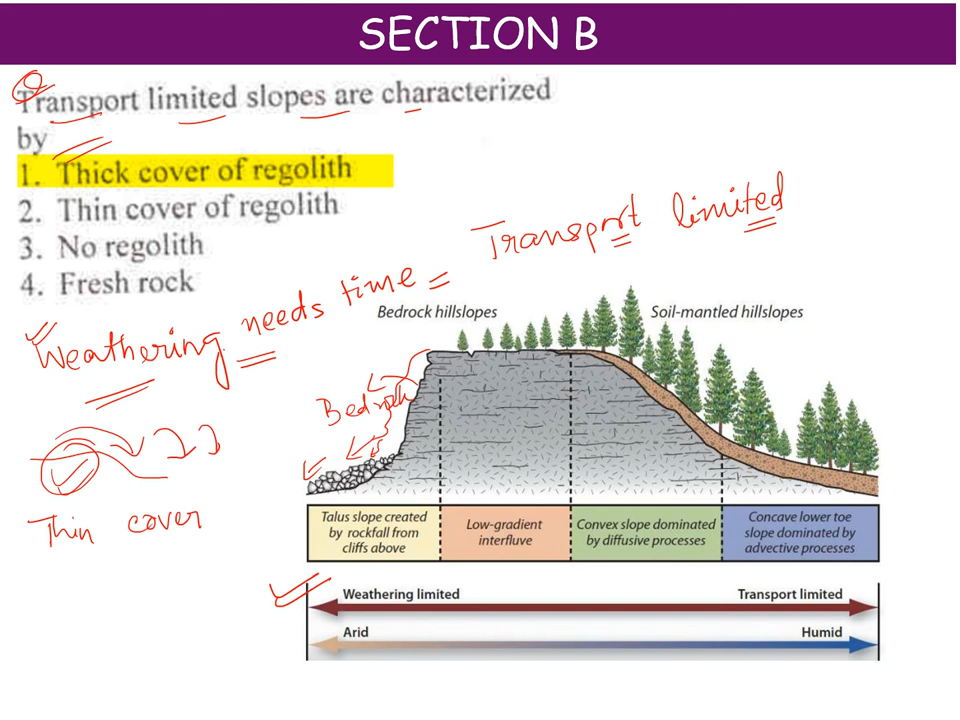 SECTION B
Transport limited slopes are characterized
by
1. Thick cover of regolith
2. Thin cover of regolith
3. No regolith
4. Fresh rock
Transport limited
Weathering needs time =
Bedrock hillslopes
Soil-mantled hillslopes
Bedrock
Thin cover
Talus slope created
by rockfall from
cliffs above
Low-gradient
interfluve
Convex slope dominated
by diffusive processes
Concave lower toe
slope dominated by
advective processes
Weathering limited
Transport limited
Arid
Humid